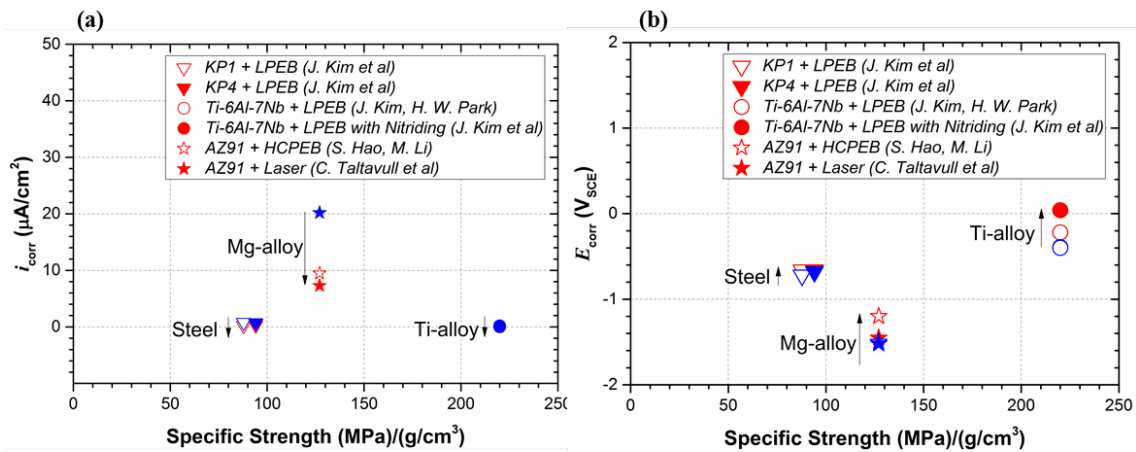 (a)
50
40
30
20
10
0
i_corr (µA/cm²)
KP1 + LPEB (J. Kim et al)
KP4 + LPEB (J. Kim et al)
Ti-6Al-7Nb + LPEB (J. Kim, H. W. Park)
Ti-6Al-7Nb + LPEB with Nitriding (J. Kim et al)
AZ91 + HCPEB (S. Hao, M. Li)
AZ91 + Laser (C. Taltavull et al)
Mg-alloy
Steel
Ti-alloy
0 50 100 150 200 250
Specific Strength (MPa)/(g/cm³)
(b)
2
1
0
-1
-2
E_corr (V_SCE)
KP1 + LPEB (J. Kim et al)
KP4 + LPEB (J. Kim et al)
Ti-6Al-7Nb + LPEB (J. Kim, H. W. Park)
Ti-6Al-7Nb + LPEB with Nitriding (J. Kim et al)
AZ91 + HCPEB (S. Hao, M. Li)
AZ91 + Laser (C. Taltavull et al)
Ti-alloy
Steel
Mg-alloy
0 50 100 150 200 250
Specific Strength (MPa)/(g/cm³)